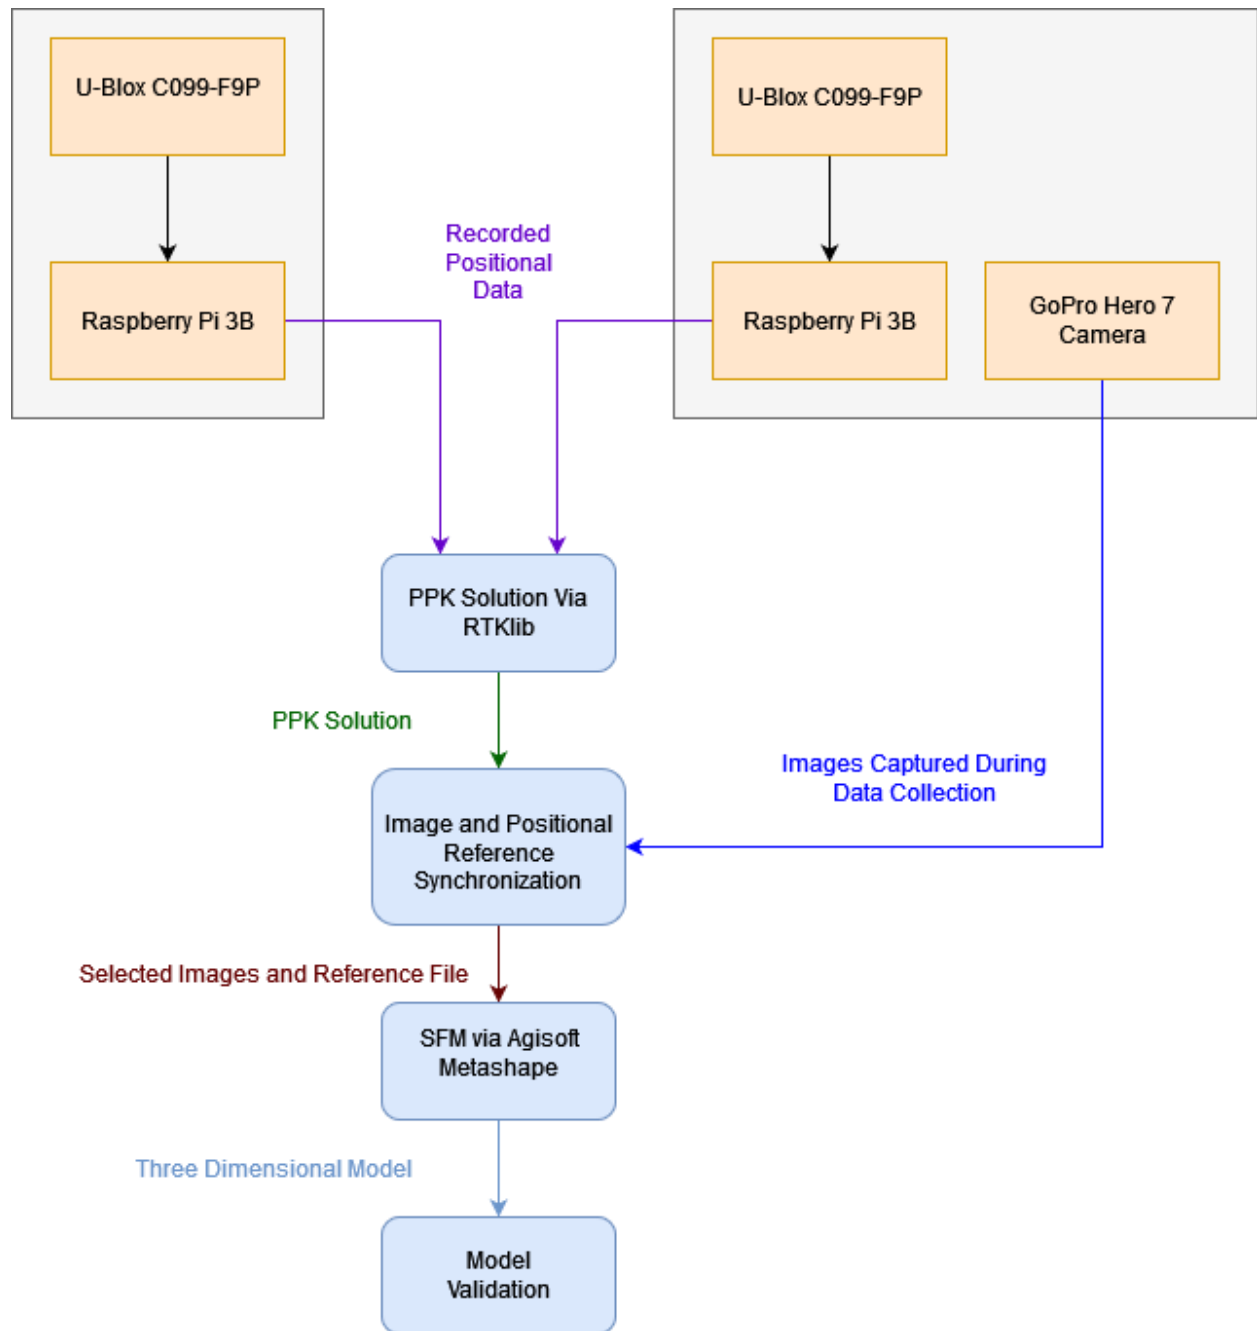 U-Blox C099-F9P
U-Blox C099-F9P
Recorded
Positional
Data
Raspberry Pi 3B
Raspberry Pi 3B
GoPro Hero 7
Camera
PPK Solution Via
RTKlib
PPK Solution
Images Captured During
Data Collection
Image and Positional
Reference
Synchronization
Selected Images and Reference File
SFM via Agisoft
Metashape
Three Dimensional Model
Model
Validation